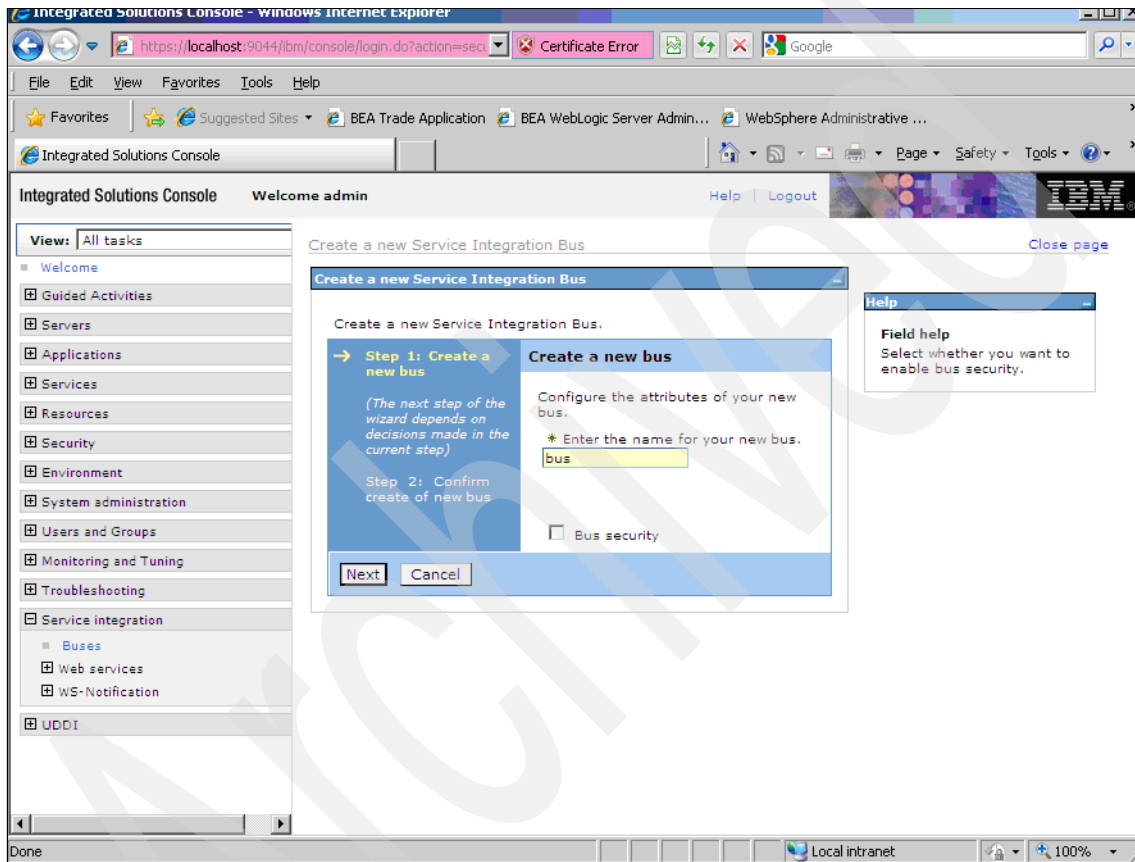 Integrated Solutions Console - Windows Internet Explorer
https://localhost:9044/ibm/console/login.do?action=secu
Certificate Error
Google
File Edit View Favorites Tools Help
Favorites
Suggested Sites
BEA Trade Application
BEA WebLogic Server Admin...
WebSphere Administrative ...
Integrated Solutions Console
Page
Safety
Tools
Integrated Solutions Console Welcome admin
Help | Logout
IBM®
View: All tasks
Welcome
Guided Activities
Servers
Applications
Services
Resources
Security
Environment
System administration
Users and Groups
Monitoring and Tuning
Troubleshooting
Service integration
Buses
Web services
WS-Notification
UDDI
Create a new Service Integration Bus
Close page
Create a new Service Integration Bus
Create a new Service Integration Bus.
Step 1: Create a
new bus
(The next step of the
wizard depends on
decisions made in the
current step)
Step 2: Confirm
create of new bus
Create a new bus
Configure the attributes of your new
bus.
* Enter the name for your new bus.
bus
Bus security
Next
Cancel
Help
Field help
Select whether you want to
enable bus security.
Done
Local intranet
100%
Archived